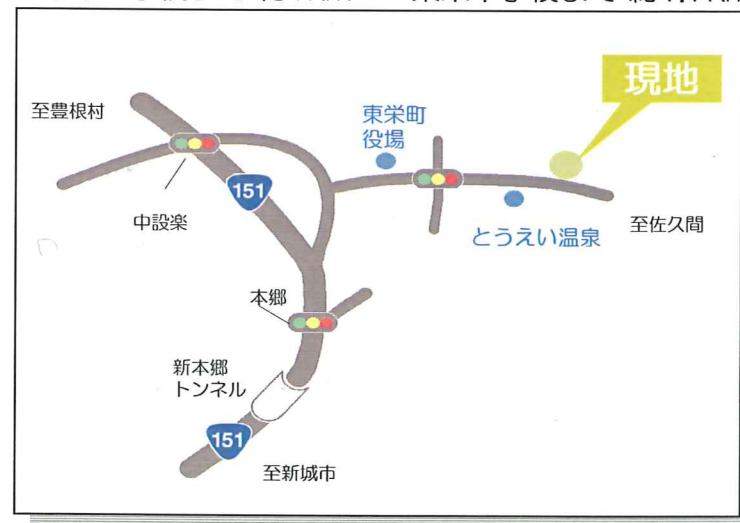 現地
至豊根村
東栄町
役場
151
中設楽
とうえい温泉
至佐久間
本郷
新本郷
トンネル
151
至新城市